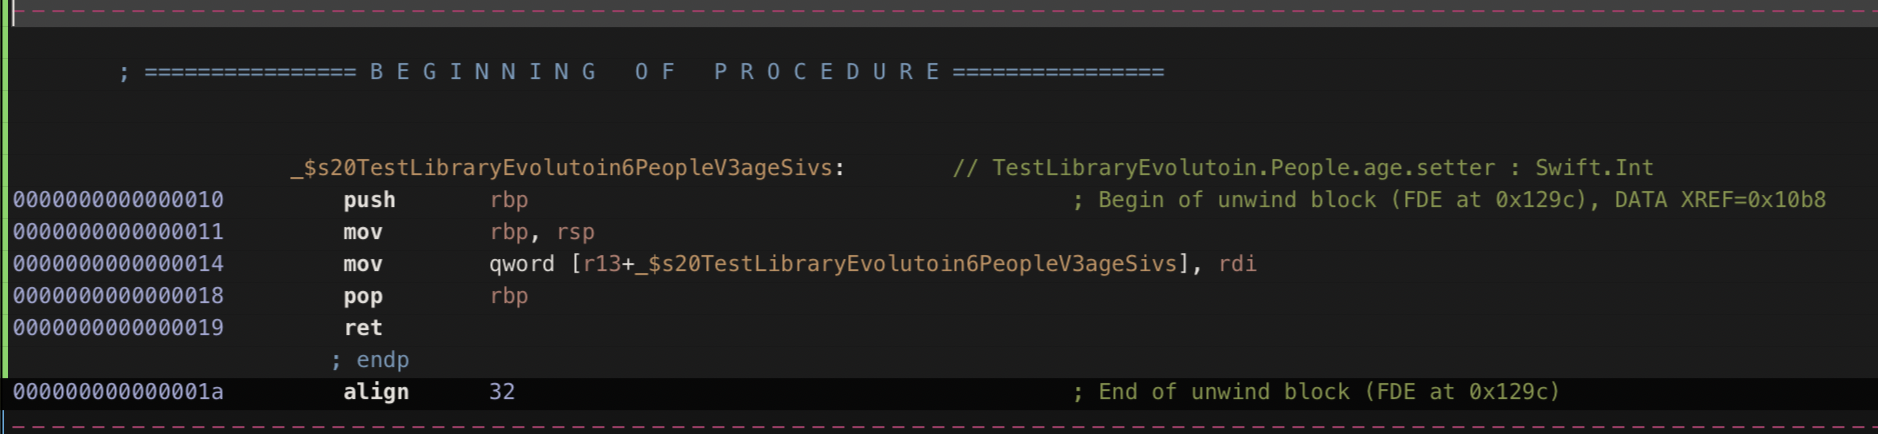 ; ================ B E G I N N I N G   O F   P R O C E D U R E ================
_$s20TestLibraryEvolutoin6PeopleV3ageSivs:        // TestLibraryEvolutoin.People.age.setter : Swift.Int
0000000000000010         push       rbp                                         ; Begin of unwind block (FDE at 0x129c), DATA XREF=0x10b8
0000000000000011         mov        rbp, rsp
0000000000000014         mov        qword [r13+_$s20TestLibraryEvolutoin6PeopleV3ageSivs], rdi
0000000000000018         pop        rbp
0000000000000019         ret
; endp
000000000000001a         align      32                                          ; End of unwind block (FDE at 0x129c)